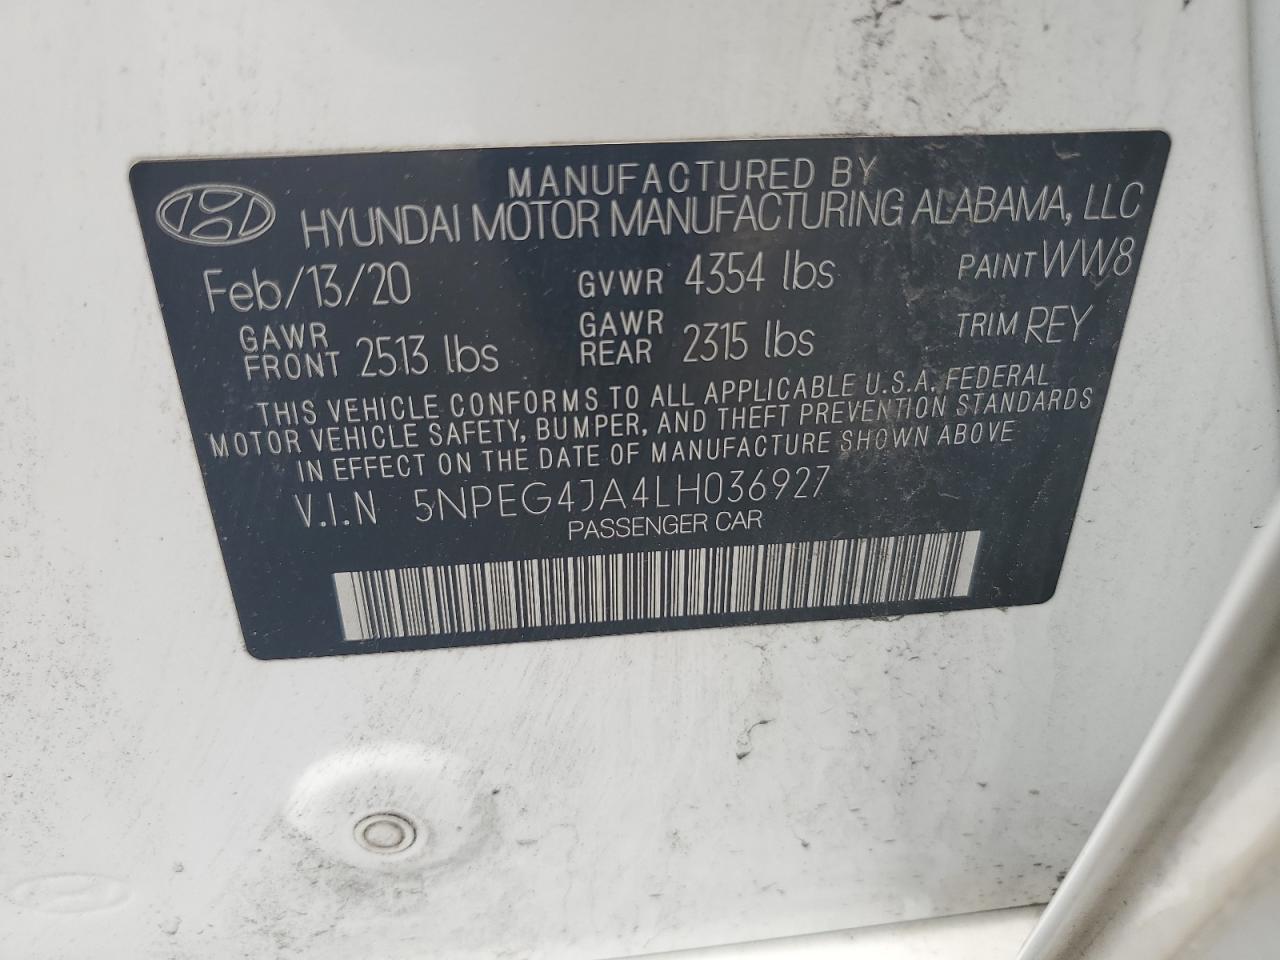 MANUFACTURED BY
HYUNDAI MOTOR MANUFACTURING ALABAMA, LLC
Feb/13/20 GVWR 4354 lbs PAINT WW8
GAWR FRONT 2513 lbs GAWR REAR 2315 lbs TRIM REY
THIS VEHICLE CONFORMS TO ALL APPLICABLE U.S.A. FEDERAL
MOTOR VEHICLE SAFETY, BUMPER, AND THEFT PREVENTION STANDARDS
IN EFFECT ON THE DATE OF MANUFACTURE SHOWN ABOVE
V.I.N 5NPEG4JA4LH036927
PASSENGER CAR